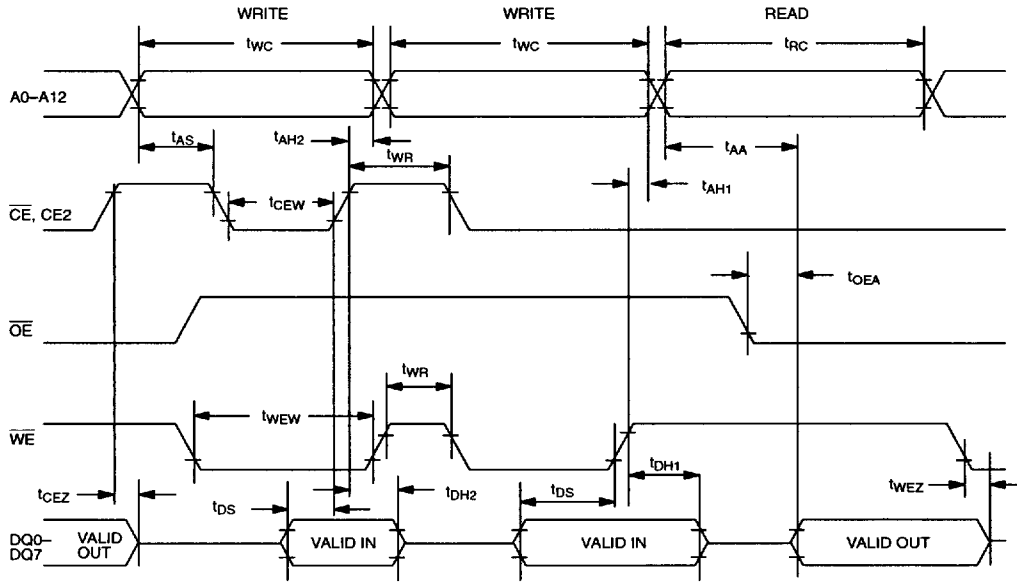 WRITE WRITE READ
tWC tWC tRC
A0–A12
tAS tAH2 tWR tAA
tAH1
CE, CE2 tCEW
tOEA
OE
tWR
tWEW
WE
tCEZ tDS tDH2 tDS tDH1 tWEZ
DQ0–
DQ7
VALID
OUT
VALID IN VALID IN VALID OUT